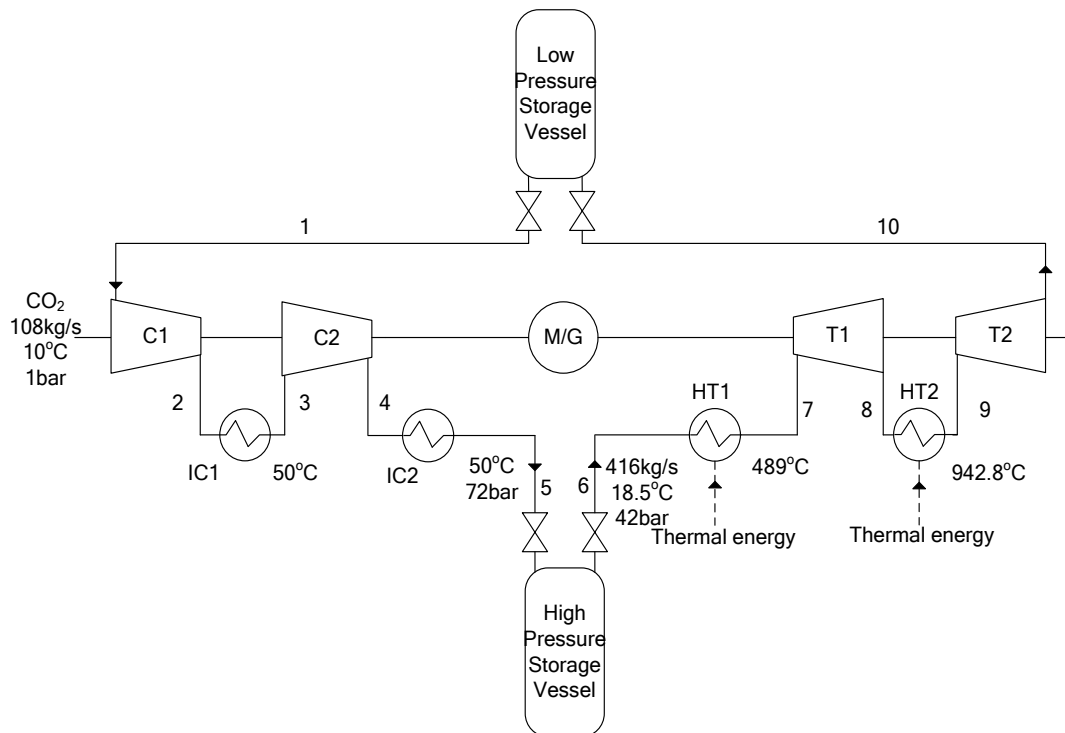 Low
Pressure
Storage
Vessel
1
10
CO₂
108kg/s
10°C
1bar
C1
C2
M/G
T1
T2
2
3
4
HT1
7
8
HT2
9
IC1
50°C
IC2
50°C
72bar
5
6
416kg/s
18.5°C
42bar
489°C
942.8°C
Thermal energy
Thermal energy
High
Pressure
Storage
Vessel